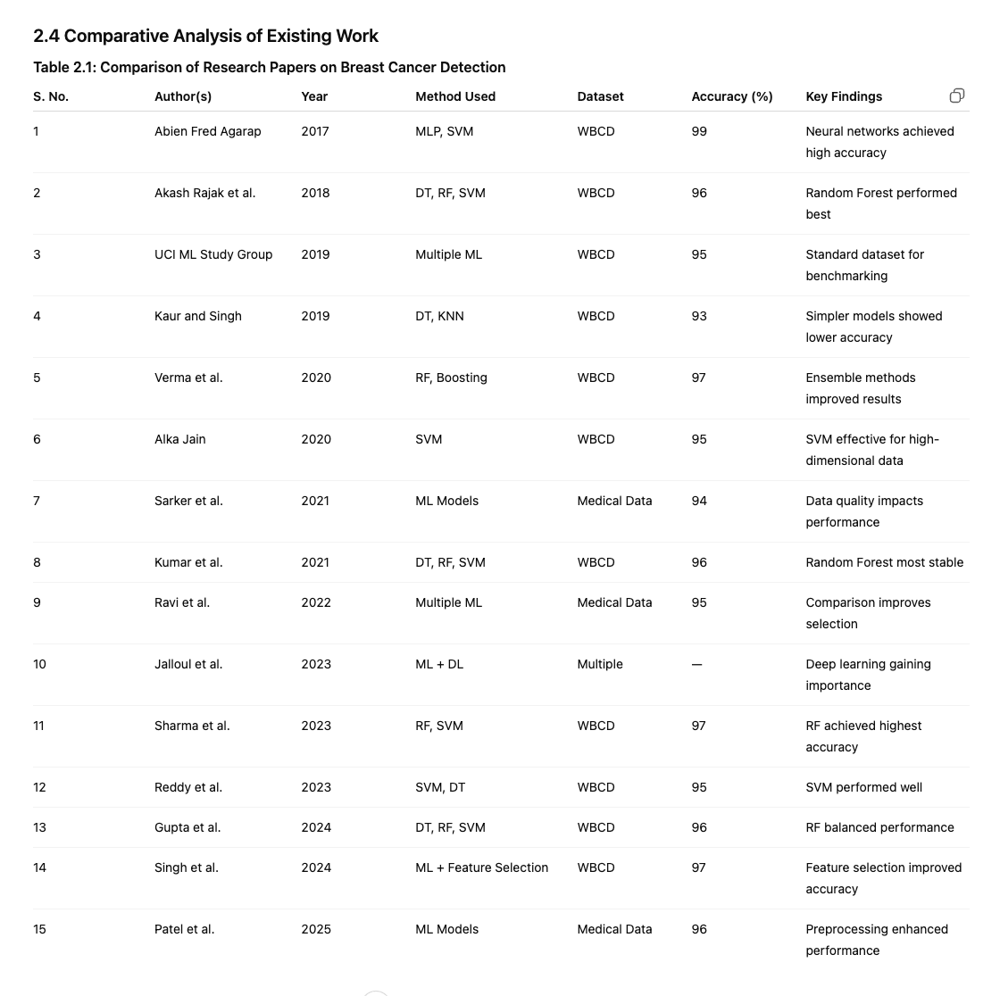 2.4 Comparative Analysis of Existing Work
Table 2.1: Comparison of Research Papers on Breast Cancer Detection
S. No. Author(s) Year Method Used Dataset Accuracy (%) Key Findings
1 Abien Fred Agarap 2017 MLP, SVM WBCD 99 Neural networks achieved
high accuracy
2 Akash Rajak et al. 2018 DT, RF, SVM WBCD 96 Random Forest performed
best
3 UCI ML Study Group 2019 Multiple ML WBCD 95 Standard dataset for
benchmarking
4 Kaur and Singh 2019 DT, KNN WBCD 93 Simpler models showed
lower accuracy
5 Verma et al. 2020 RF, Boosting WBCD 97 Ensemble methods
improved results
6 Alka Jain 2020 SVM WBCD 95 SVM effective for high-
dimensional data
7 Sarker et al. 2021 ML Models Medical Data 94 Data quality impacts
performance
8 Kumar et al. 2021 DT, RF, SVM WBCD 96 Random Forest most stable
9 Ravi et al. 2022 Multiple ML Medical Data 95 Comparison improves
selection
10 Jalloul et al. 2023 ML + DL Multiple — Deep learning gaining
importance
11 Sharma et al. 2023 RF, SVM WBCD 97 RF achieved highest
accuracy
12 Reddy et al. 2023 SVM, DT WBCD 95 SVM performed well
13 Gupta et al. 2024 DT, RF, SVM WBCD 96 RF balanced performance
14 Singh et al. 2024 ML + Feature Selection WBCD 97 Feature selection improved
accuracy
15 Patel et al. 2025 ML Models Medical Data 96 Preprocessing enhanced
performance